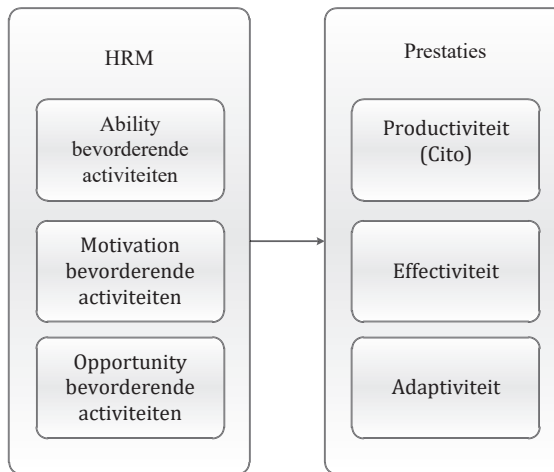 HRM
Ability
bevorderende
activiteiten
Motivation
bevorderende
activiteiten
Opportunity
bevorderende
activiteiten
Prestaties
Productiviteit
(Cito)
Effectiviteit
Adaptiviteit